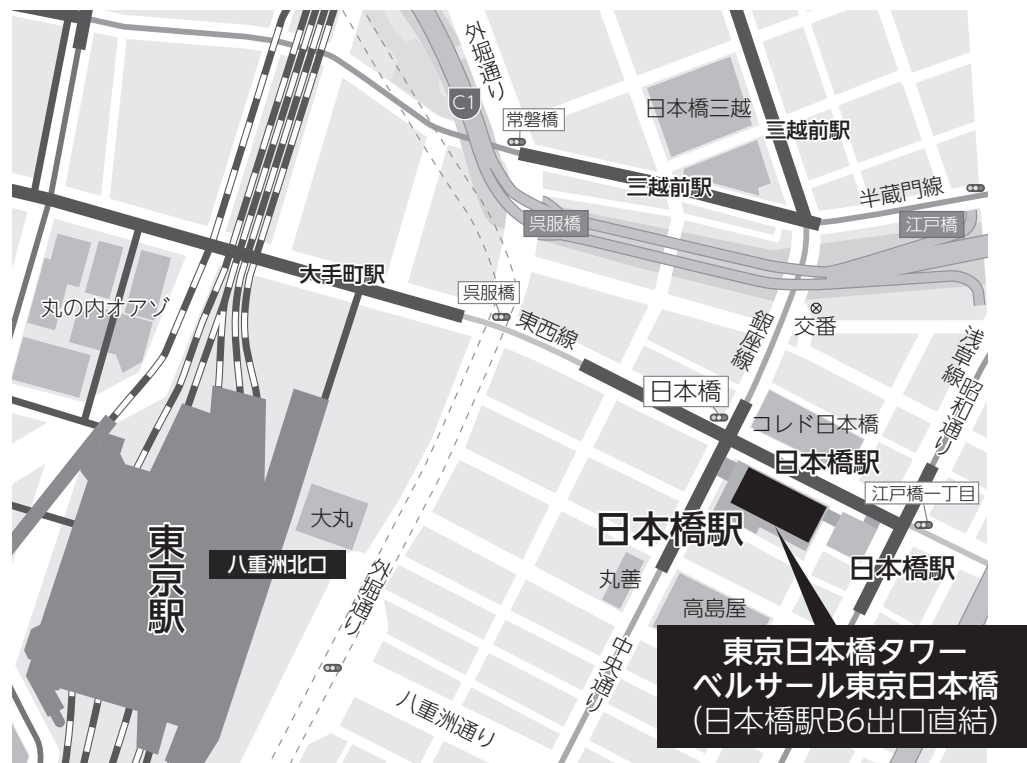 外堀通り
C1
常磐橋
日本橋三越
三越前駅
三越前駅
半蔵門線
呉服橋
江戸橋
大手町駅
丸の内オアゾ
呉服橋
東西線
銀座線
交番
浅草線
昭和通り
日本橋
コレド日本橋
日本橋駅
江戸橋一丁目
日本橋駅
日本橋駅
大丸
東京駅
八重洲北口
外堀通り
丸善
高島屋
中央通り
八重洲通り
東京日本橋タワー
ベルサール東京日本橋
(日本橋駅B6出口直結)